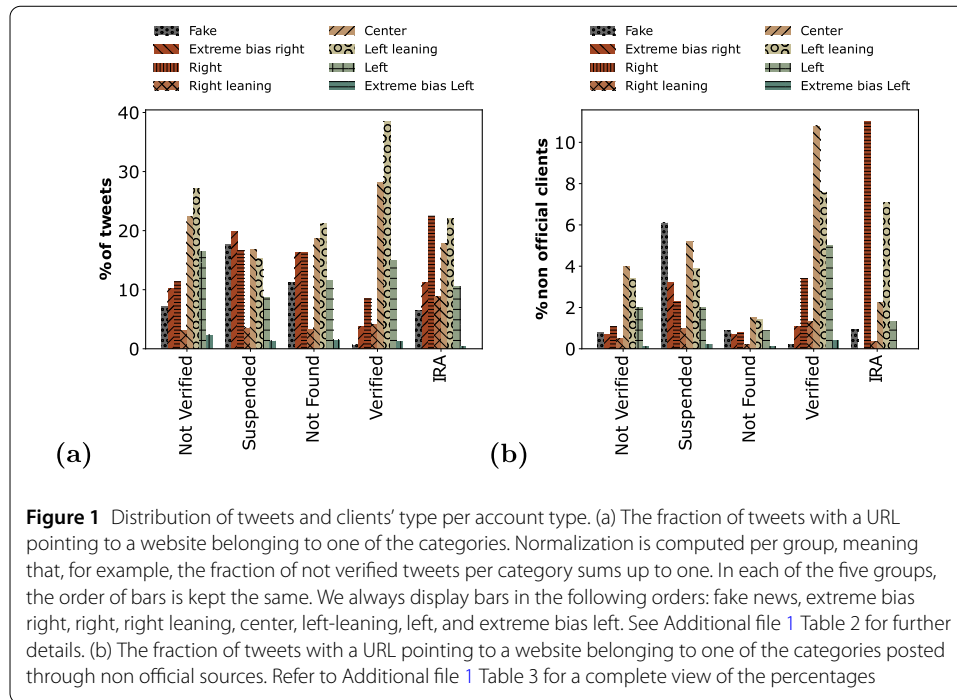 Fake
Extreme bias right
Right
Right leaning
Center
Left leaning
Left
Extreme bias Left
% of tweets
40
30
20
10
0
Not Verified
Suspended
Not Found
Verified
IRA
(a)
Fake
Extreme bias right
Right
Right leaning
Center
Left leaning
Left
Extreme bias Left
% non official clients
10
8
6
4
2
0
Not Verified
Suspended
Not Found
Verified
IRA
(b)
Figure 1 Distribution of tweets and clients' type per account type. (a) The fraction of tweets with a URL
pointing to a website belonging to one of the categories. Normalization is computed per group, meaning
that, for example, the fraction of not verified tweets per category sums up to one. In each of the five groups,
the order of bars is kept the same. We always display bars in the following orders: fake news, extreme bias
right, right, right leaning, center, left-leaning, left, and extreme bias left. See Additional file 1 Table 2 for further
details. (b) The fraction of tweets with a URL pointing to a website belonging to one of the categories posted
through non official sources. Refer to Additional file 1 Table 3 for a complete view of the percentages